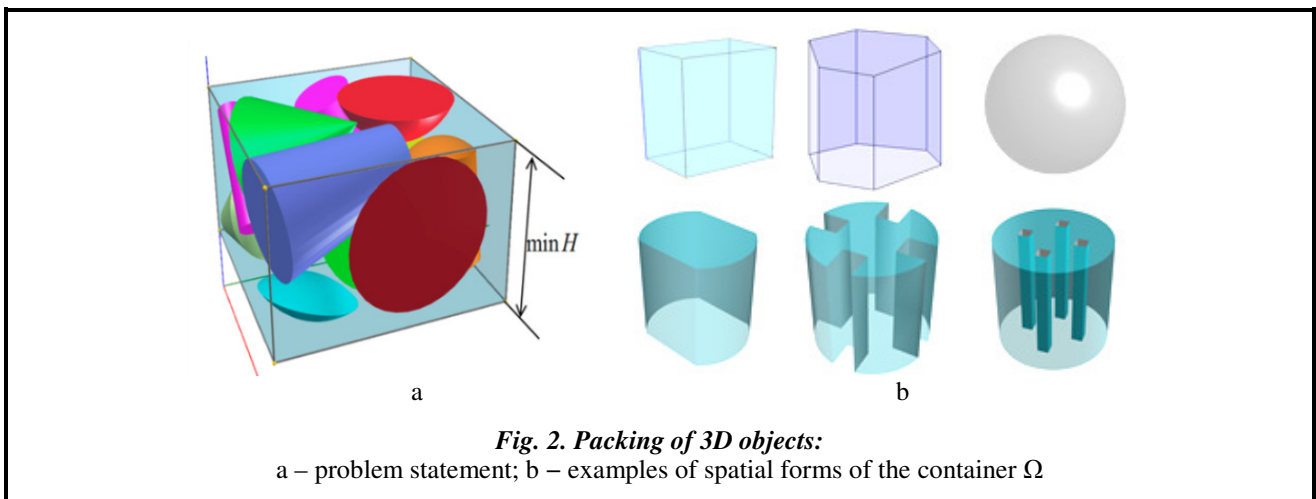 min H
a
b
Fig. 2. Packing of 3D objects:
a – problem statement; b – examples of spatial forms of the container Ω